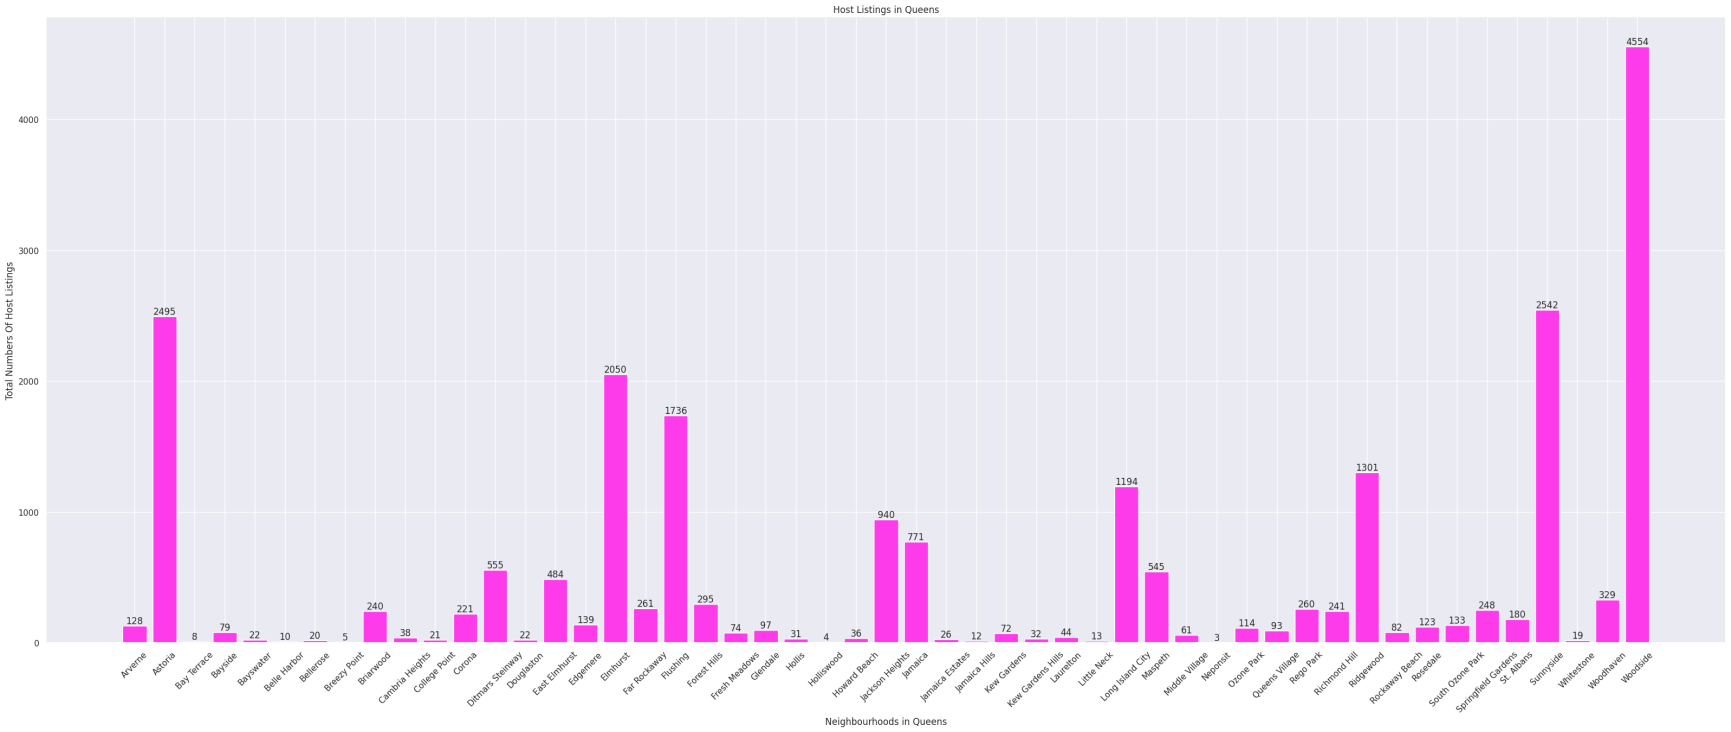 Host Listings in Queens
Total Numbers Of Host Listings
4000
3000
2000
1000
0
128
2495
8
79
22
10
20
5
240
38
21
221
555
22
484
139
2050
261
1736
295
74
97
31
4
36
940
771
26
12
72
32
44
13
1194
545
61
3
114
93
260
241
1301
82
123
133
248
180
2542
19
329
4554
Arverne
Astoria
Bay Terrace
Bayside
Bayswater
Belle Harbor
Bellerose
Breezy Point
Briarwood
Cambria Heights
College Point
Corona
Ditmars Steinway
Douglaston
East Elmhurst
Edgemere
Elmhurst
Far Rockaway
Flushing
Forest Hills
Fresh Meadows
Glendale
Hollis
Holliswood
Howard Beach
Jackson Heights
Jamaica
Jamaica Estates
Jamaica Hills
Kew Gardens
Kew Gardens Hills
Laurelton
Little Neck
Long Island City
Maspeth
Middle Village
Neponsit
Ozone Park
Queens Village
Rego Park
Richmond Hill
Ridgewood
Rockaway Beach
Rosedale
South Ozone Park
Springfield Gardens
St. Albans
Sunnyside
Whitestone
Woodhaven
Woodside
Neighbourhoods in Queens